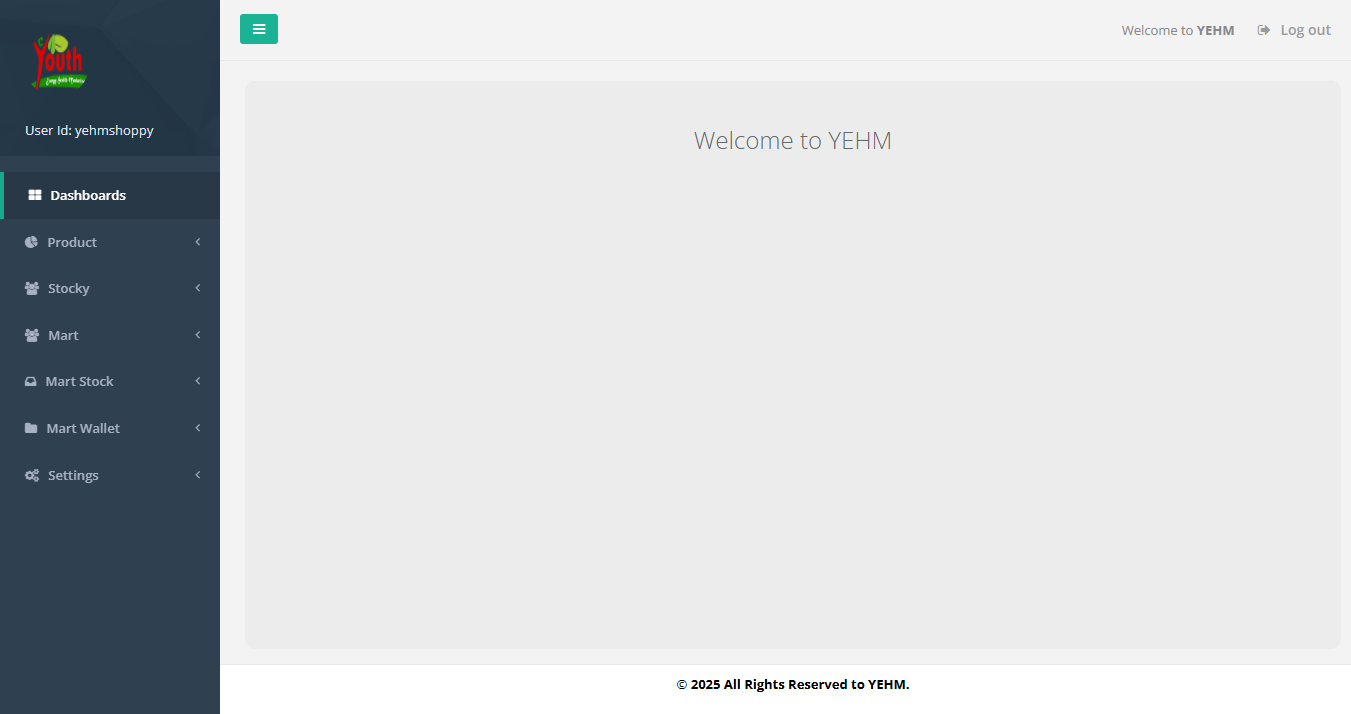 Youth
User Id: yehmshoppy
Dashboards
Product
Stocky
Mart
Mart Stock
Mart Wallet
Settings
Welcome to YEHM
Log out
Welcome to YEHM
© 2025 All Rights Reserved to YEHM.